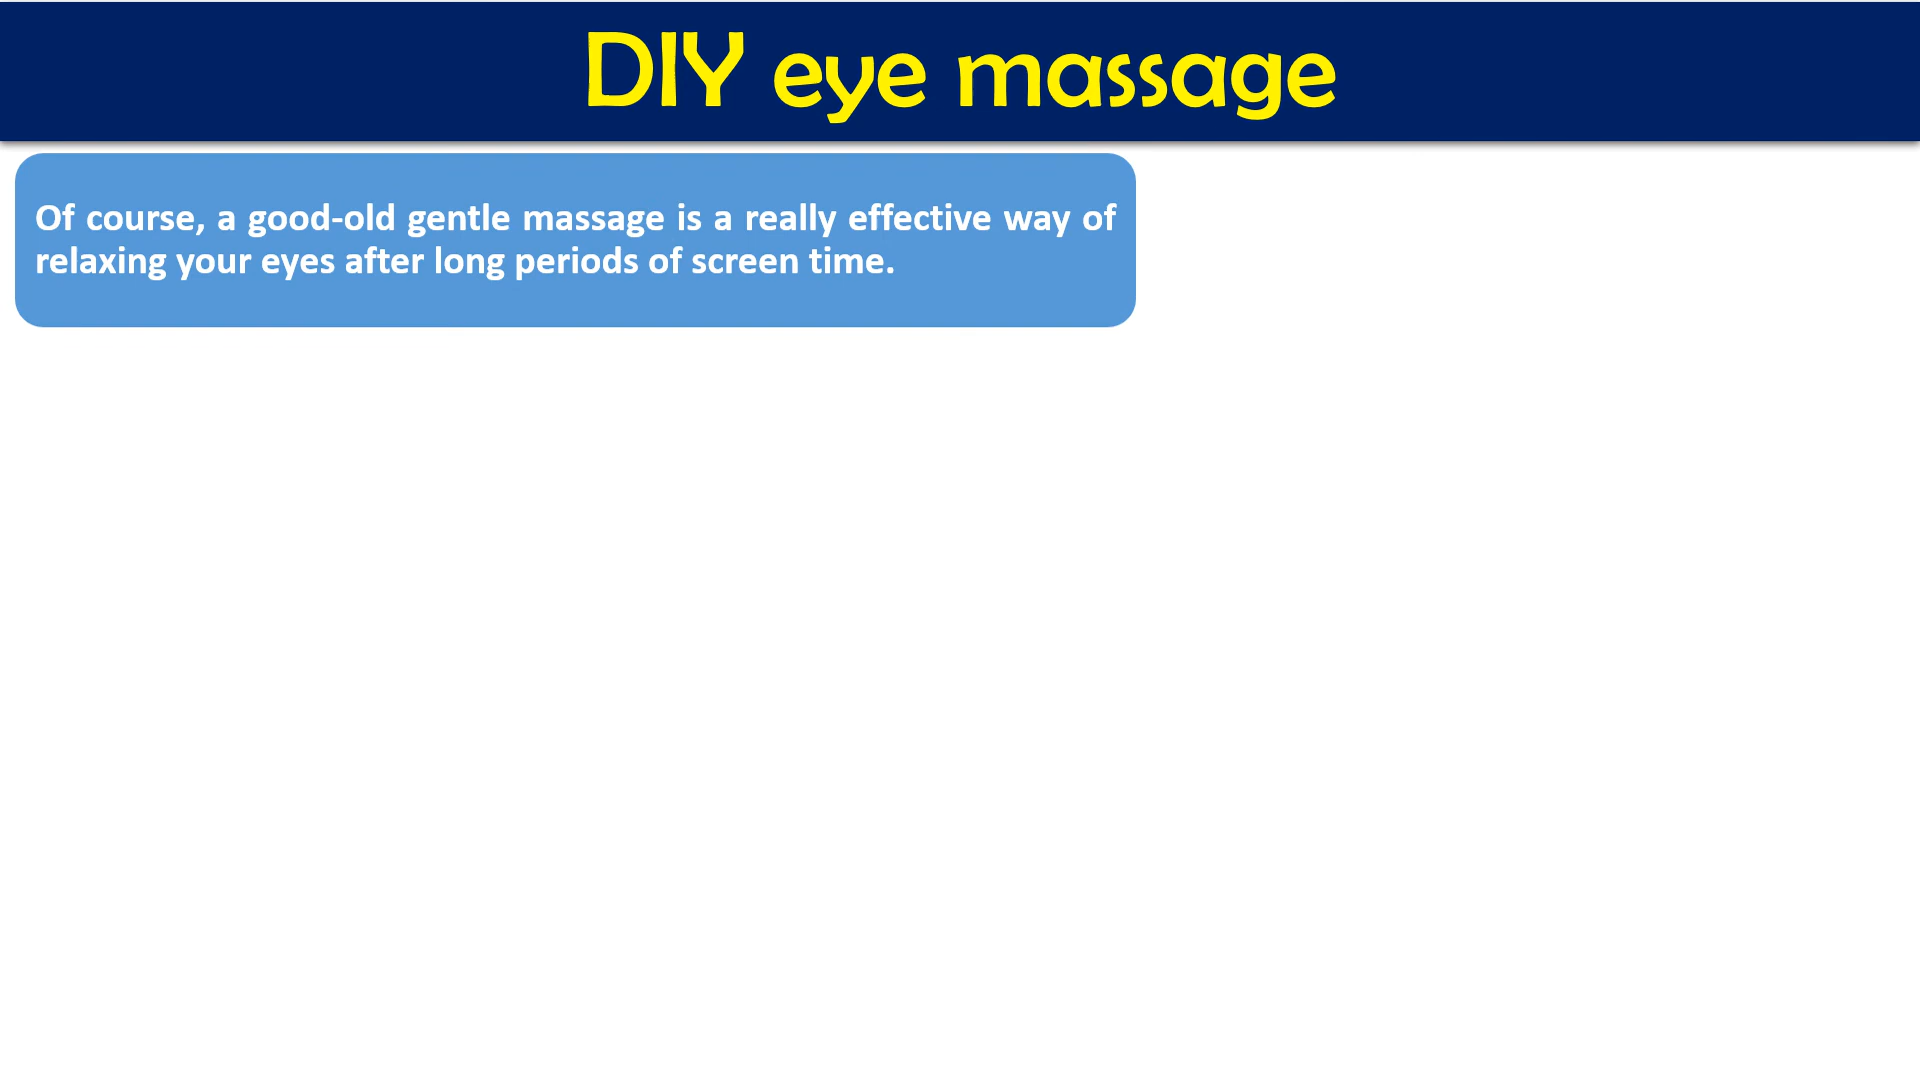 DIY eye massage
Of course, a good-old gentle massage is a really effective way of
relaxing your eyes after long periods of screen time.